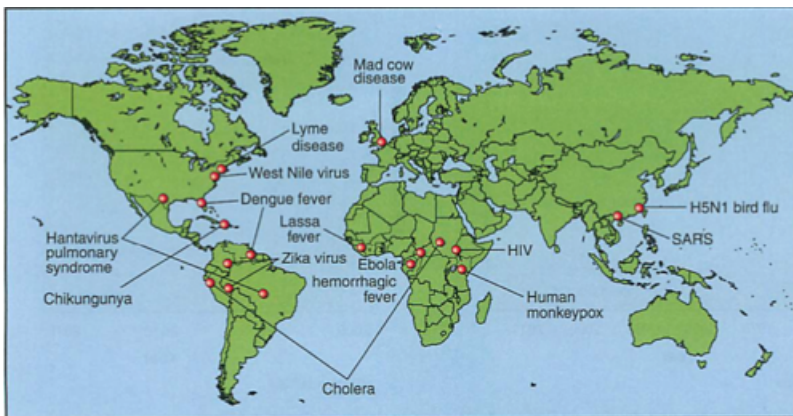 Mad cow
disease
Lyme
disease
West Nile virus
Dengue fever
Lassa
fever
H5N1 bird flu
Hantavirus
pulmonary
syndrome
Zika virus
Ebola
hemorrhagic
fever
HIV
SARS
Chikungunya
Human
monkeypox
Cholera